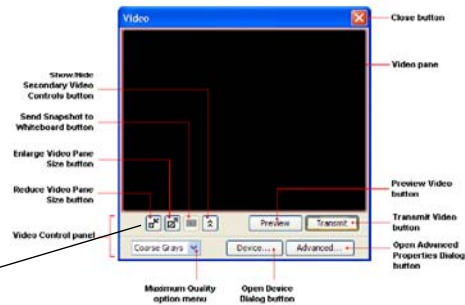 Video
Close button
Video pane
Show/Hide
Secondary Video
Controls button
Send Snapshot to
Whiteboard button
Enlarge Video Pane
Size button
Reduce Video Pane
Size button
Video Control panel
Preview
Transmit
Coarse Grays
Device...
Advanced...
Preview Video
button
Transmit Video
button
Open Advanced
Properties Dialog
button
Maximum Quality
option menu
Open Device
Dialog button